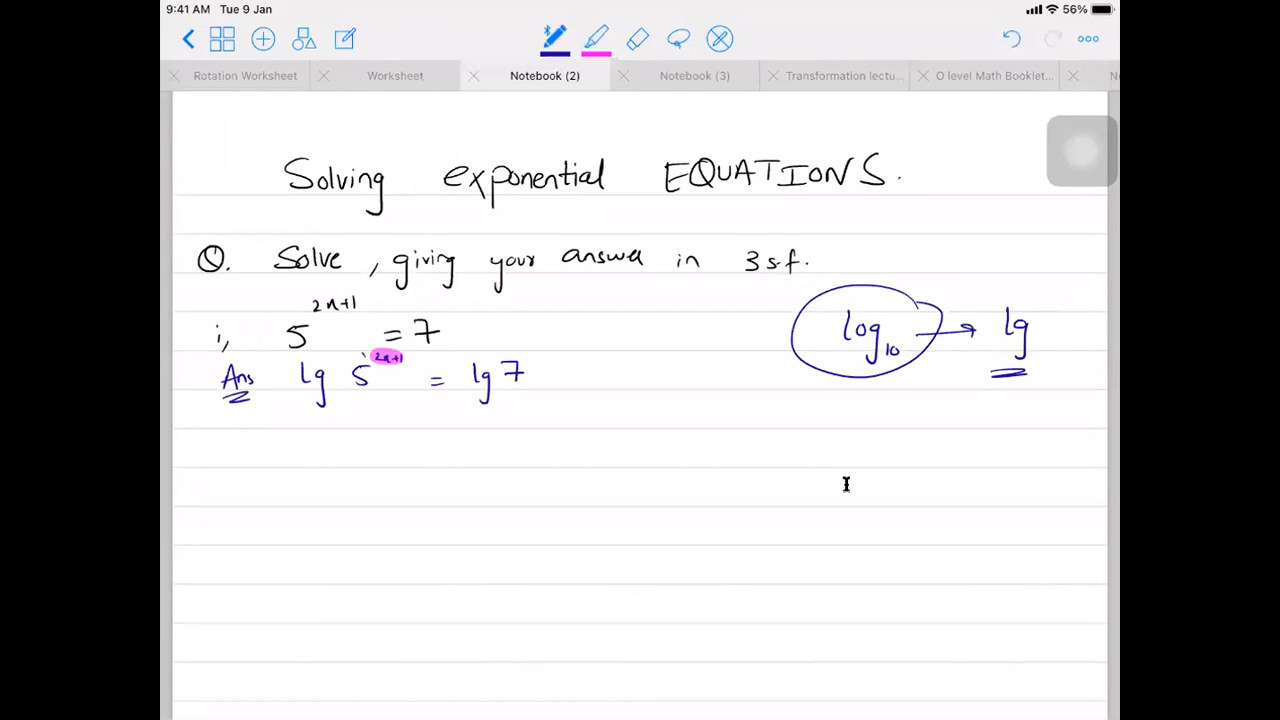 9:41 AM Tue 9 Jan 56%
Rotation Worksheet Worksheet Notebook (2) Notebook (3) Transformation lectu... O level Math Booklet... N
Solving exponential EQUATIONS.
Q. Solve, giving your answer in 3 s.f.
i, 5^{2x+1} = 7
log₁₀ → lg
Ans lg 5^{2x+1} = lg 7